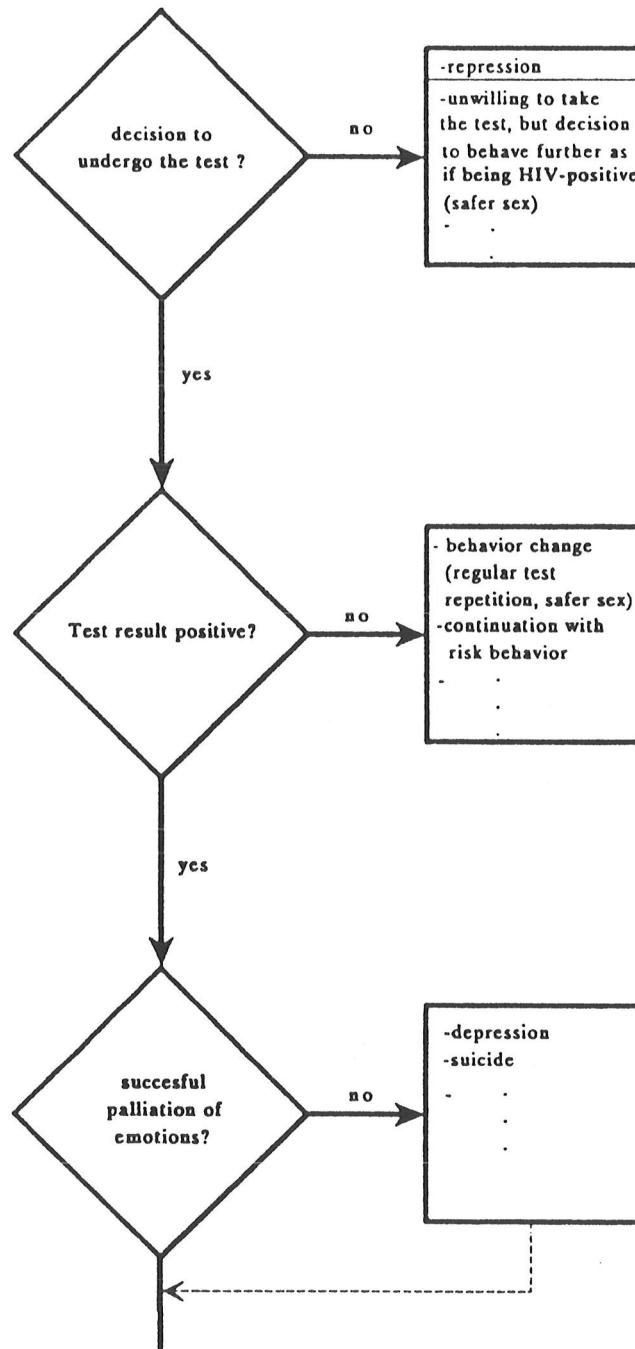 decision to
undergo the test ?
no
-repression
-unwilling to take
the test, but decision
to behave further as
if being HIV-positive
(safer sex)
- .
.
yes
Test result positive?
no
- behavior change
(regular test
repetition, safer sex)
-continuation with
risk behavior
- .
.
.
yes
succesful
palliation of
emotions?
no
-depression
-suicide
- .
.
.